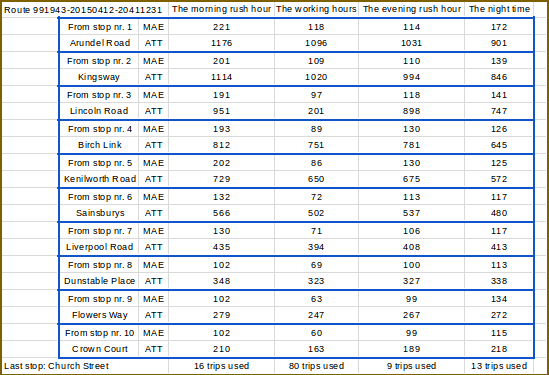 Route 991943-20150412-20411231 The morning rush hour The working hours The evening rush hour The night time
From stop nr. 1 MAE 221 118 114 172
Arundel Road ATT 1176 1096 1031 901
From stop nr. 2 MAE 201 109 110 139
Kingsway ATT 1114 1020 994 846
From stop nr. 3 MAE 191 97 118 141
Lincoln Road ATT 951 201 898 747
From stop nr. 4 MAE 193 89 130 126
Birch Link ATT 812 751 781 645
From stop nr. 5 MAE 202 86 130 125
Kenilworth Road ATT 729 650 675 572
From stop nr. 6 MAE 132 72 113 117
Sainsburys ATT 566 502 537 480
From stop nr. 7 MAE 130 71 106 117
Liverpool Road ATT 435 394 408 413
From stop nr. 8 MAE 102 69 100 113
Dunstable Place ATT 348 323 327 338
From stop nr. 9 MAE 102 63 99 134
Flowers Way ATT 279 247 267 272
From stop nr. 10 MAE 102 60 99 115
Crown Court ATT 210 163 189 218
Last stop: Church Street 16 trips used 80 trips used 9 trips used 13 trips used